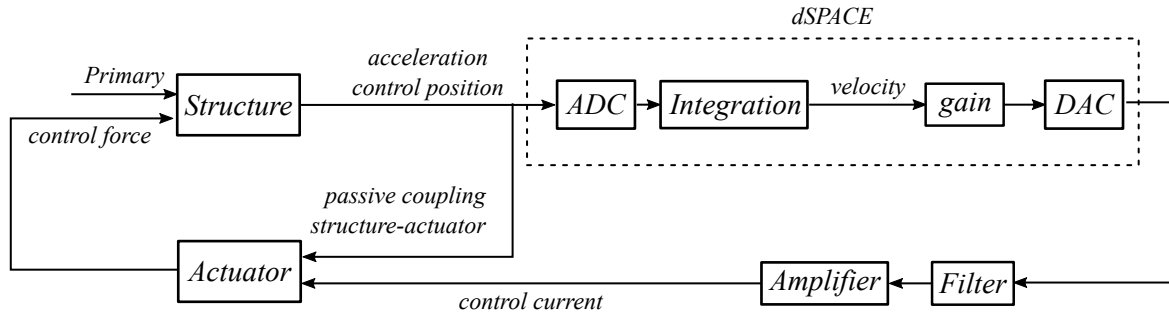 dSPACE
Primary
acceleration
control position
Structure
ADC
Integration
velocity
gain
DAC
control force
passive coupling
structure-actuator
Actuator
control current
Amplifier
Filter